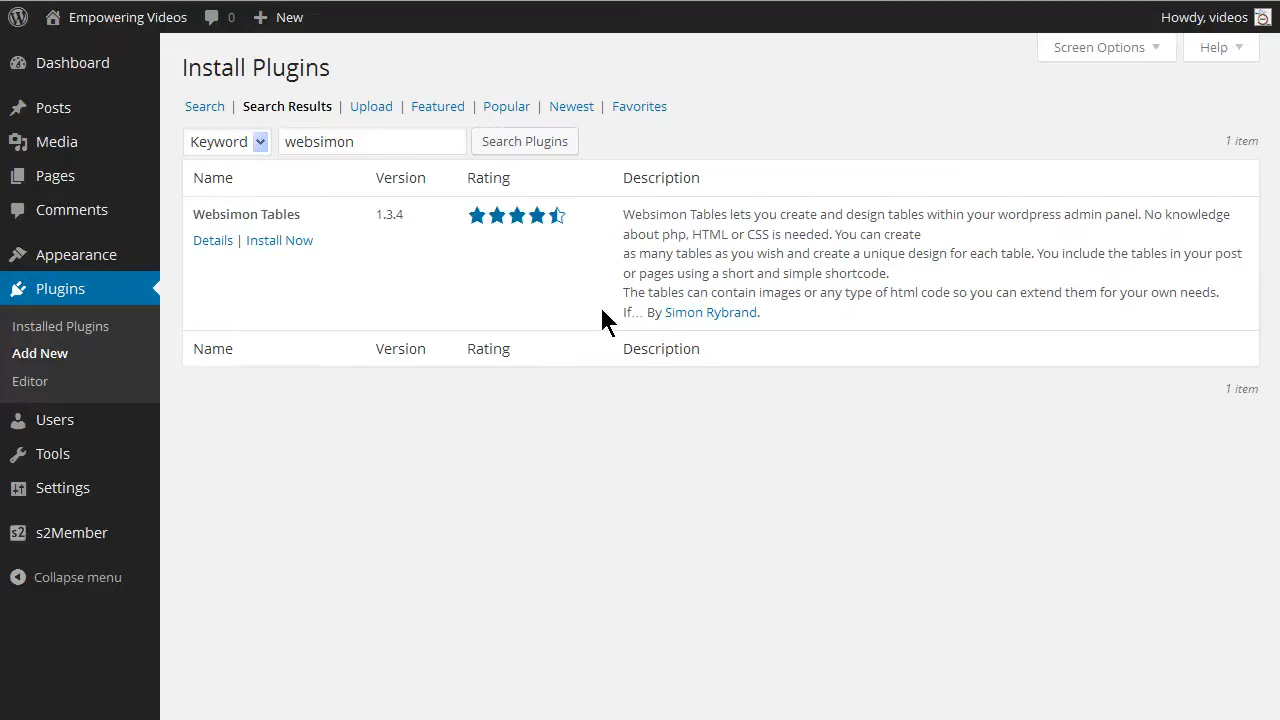 Empowering Videos 0 New Howdy, videos
Screen Options Help
Dashboard
Posts
Media
Pages
Comments
Appearance
Plugins
Installed Plugins
Add New
Editor
Users
Tools
Settings
s2 s2Member
Collapse menu
Install Plugins
Search | Search Results | Upload | Featured | Popular | Newest | Favorites
Keyword websimon Search Plugins 1 item
Name Version Rating Description
Websimon Tables 1.3.4 Websimon Tables lets you create and design tables within your wordpress admin panel. No knowledge
Details | Install Now about php, HTML or CSS is needed. You can create
as many tables as you wish and create a unique design for each table. You include the tables in your post
or pages using a short and simple shortcode.
The tables can contain images or any type of html code so you can extend them for your own needs.
If… By Simon Rybrand.
Name Version Rating Description
1 item